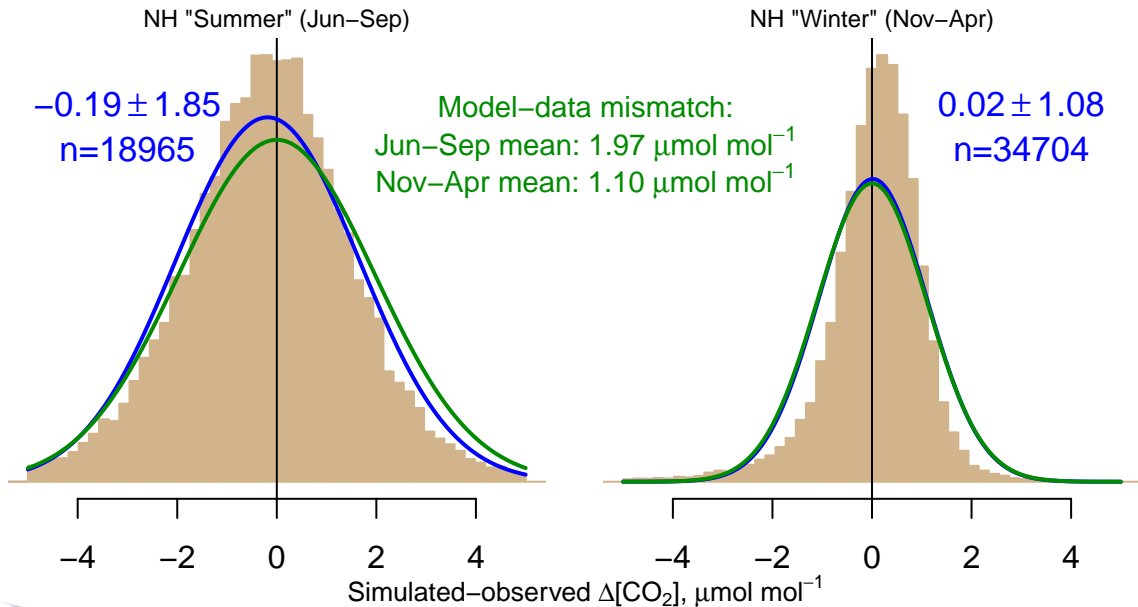 NH "Summer" (Jun−Sep)
NH "Winter" (Nov−Apr)
−0.19 ± 1.85
n=18965
Model−data mismatch:
Jun−Sep mean: 1.97 μmol mol⁻¹
Nov−Apr mean: 1.10 μmol mol⁻¹
0.02 ± 1.08
n=34704
−4 −2 0 2 4
−4 −2 0 2 4
Simulated−observed Δ[CO₂], μmol mol⁻¹